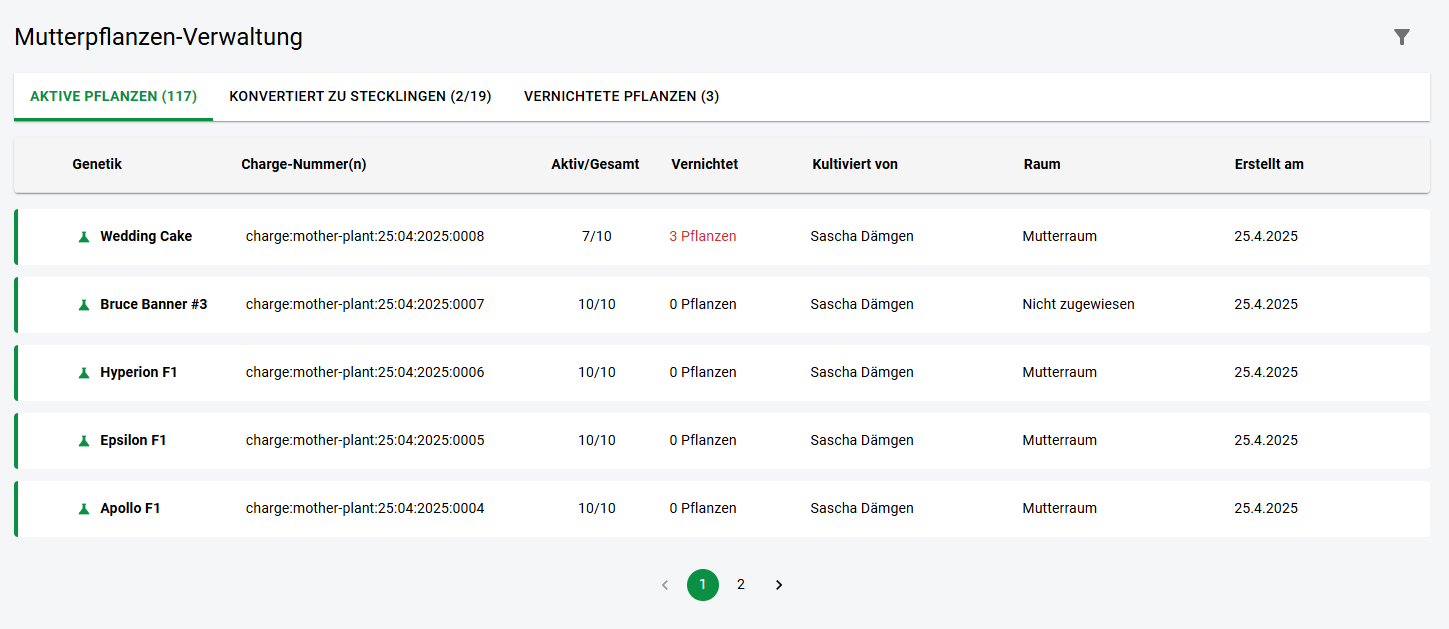 Mutterpflanzen-Verwaltung
AKTIVE PFLANZEN (117) KONVERTIERT ZU STECKLINGEN (2/19) VERNICHTETE PFLANZEN (3)
Genetik Charge-Nummer(n) Aktiv/Gesamt Vernichtet Kultiviert von Raum Erstellt am
Wedding Cake charge:mother-plant:25:04:2025:0008 7/10 3 Pflanzen Sascha Dämgen Mutterraum 25.4.2025
Bruce Banner #3 charge:mother-plant:25:04:2025:0007 10/10 0 Pflanzen Sascha Dämgen Nicht zugewiesen 25.4.2025
Hyperion F1 charge:mother-plant:25:04:2025:0006 10/10 0 Pflanzen Sascha Dämgen Mutterraum 25.4.2025
Epsilon F1 charge:mother-plant:25:04:2025:0005 10/10 0 Pflanzen Sascha Dämgen Mutterraum 25.4.2025
Apollo F1 charge:mother-plant:25:04:2025:0004 10/10 0 Pflanzen Sascha Dämgen Mutterraum 25.4.2025
1 2